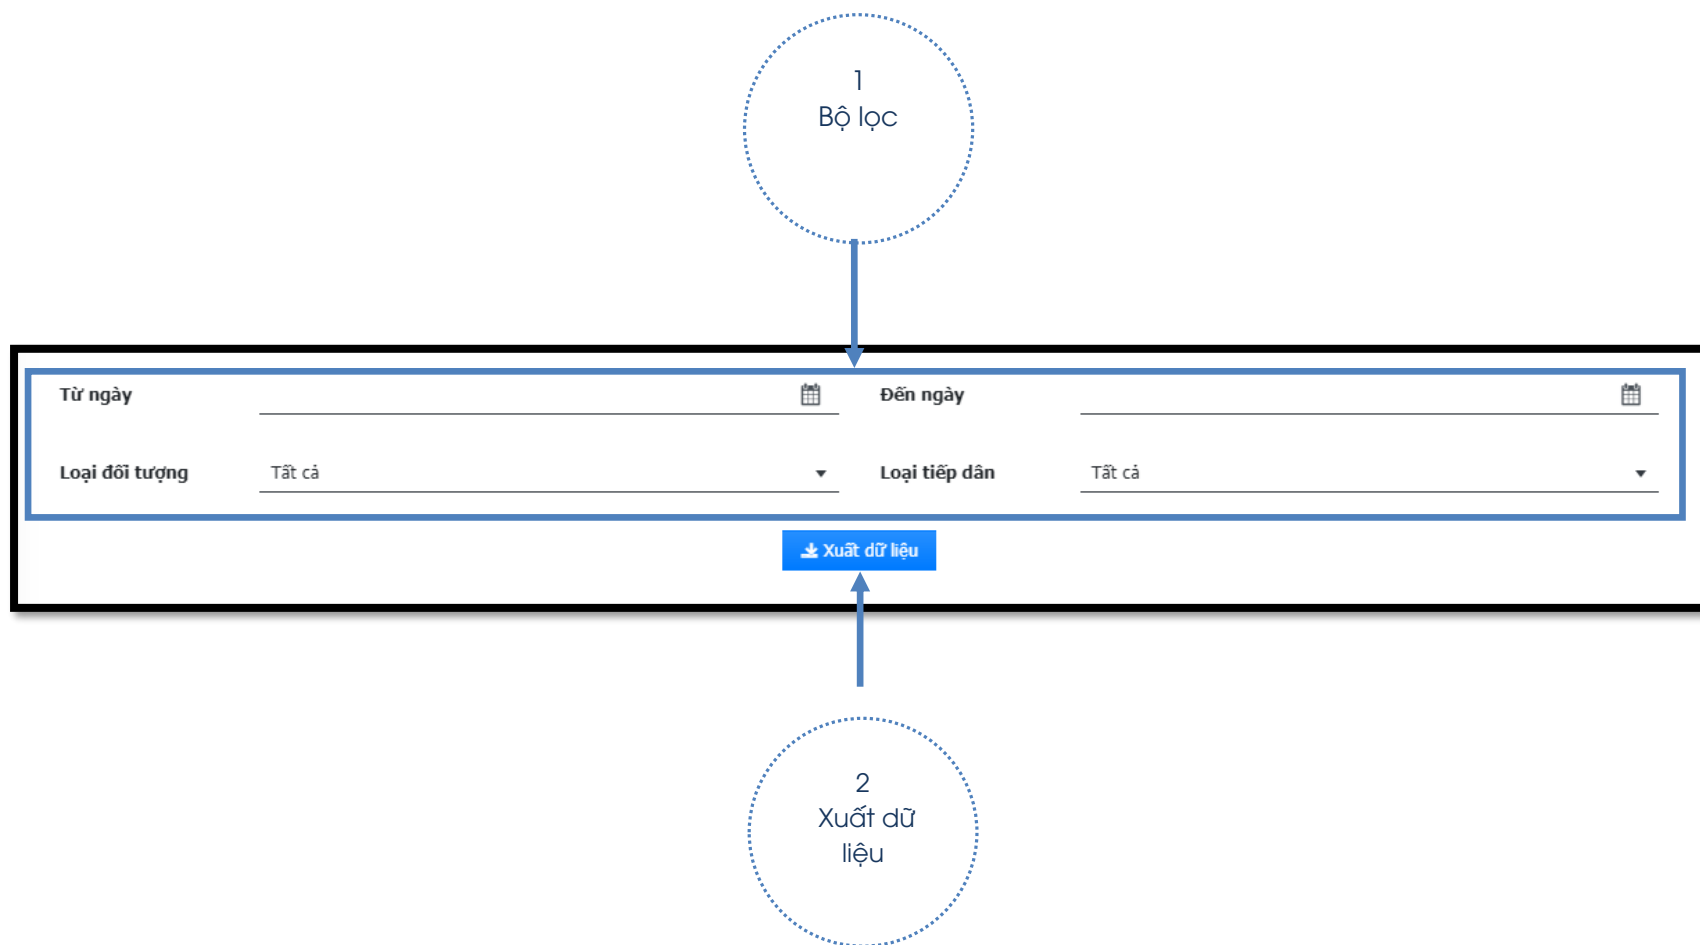 1
Bộ lọc
Từ ngày
Đến ngày
Loại đối tượng
Tất cả
Loại tiếp dân
Tất cả
Xuất dữ liệu
2
Xuất dữ
liệu